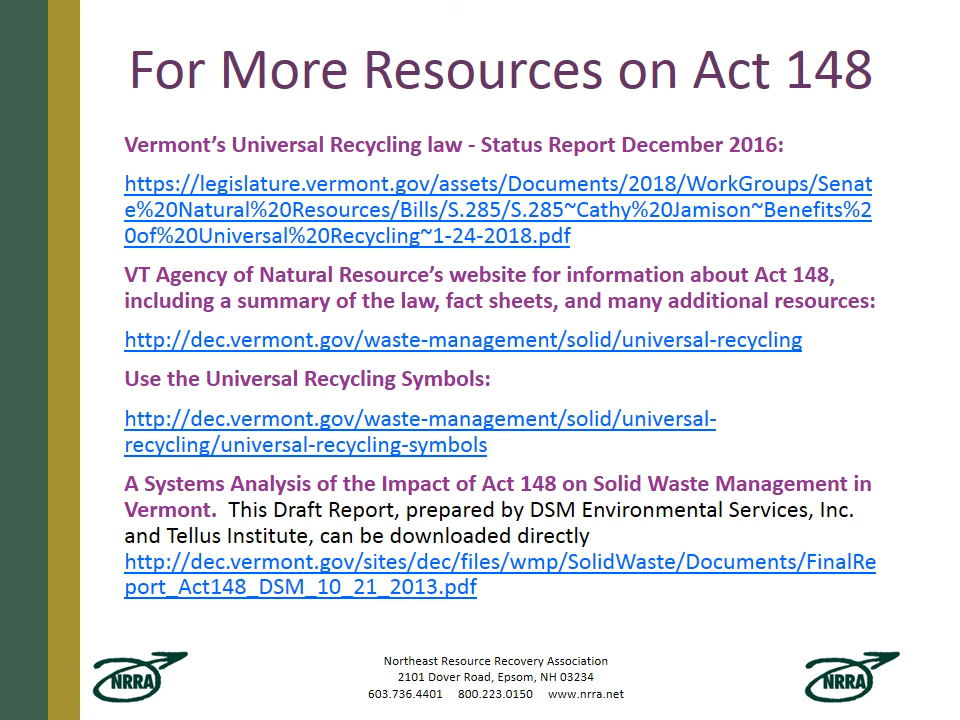 For More Resources on Act 148
Vermont’s Universal Recycling law - Status Report December 2016:
https://legislature.vermont.gov/assets/Documents/2018/WorkGroups/Senat
e%20Natural%20Resources/Bills/S.285/S.285~Cathy%20Jamison~Benefits%2
0of%20Universal%20Recycling~1-24-2018.pdf
VT Agency of Natural Resource’s website for information about Act 148,
including a summary of the law, fact sheets, and many additional resources:
http://dec.vermont.gov/waste-management/solid/universal-recycling
Use the Universal Recycling Symbols:
http://dec.vermont.gov/waste-management/solid/universal-
recycling/universal-recycling-symbols
A Systems Analysis of the Impact of Act 148 on Solid Waste Management in
Vermont.  This Draft Report, prepared by DSM Environmental Services, Inc.
and Tellus Institute, can be downloaded directly
http://dec.vermont.gov/sites/dec/files/wmp/SolidWaste/Documents/FinalRe
port_Act148_DSM_10_21_2013.pdf
NRRA
Northeast Resource Recovery Association
2101 Dover Road, Epsom, NH 03234
603.736.4401 800.223.0150 www.nrra.net
NRRA